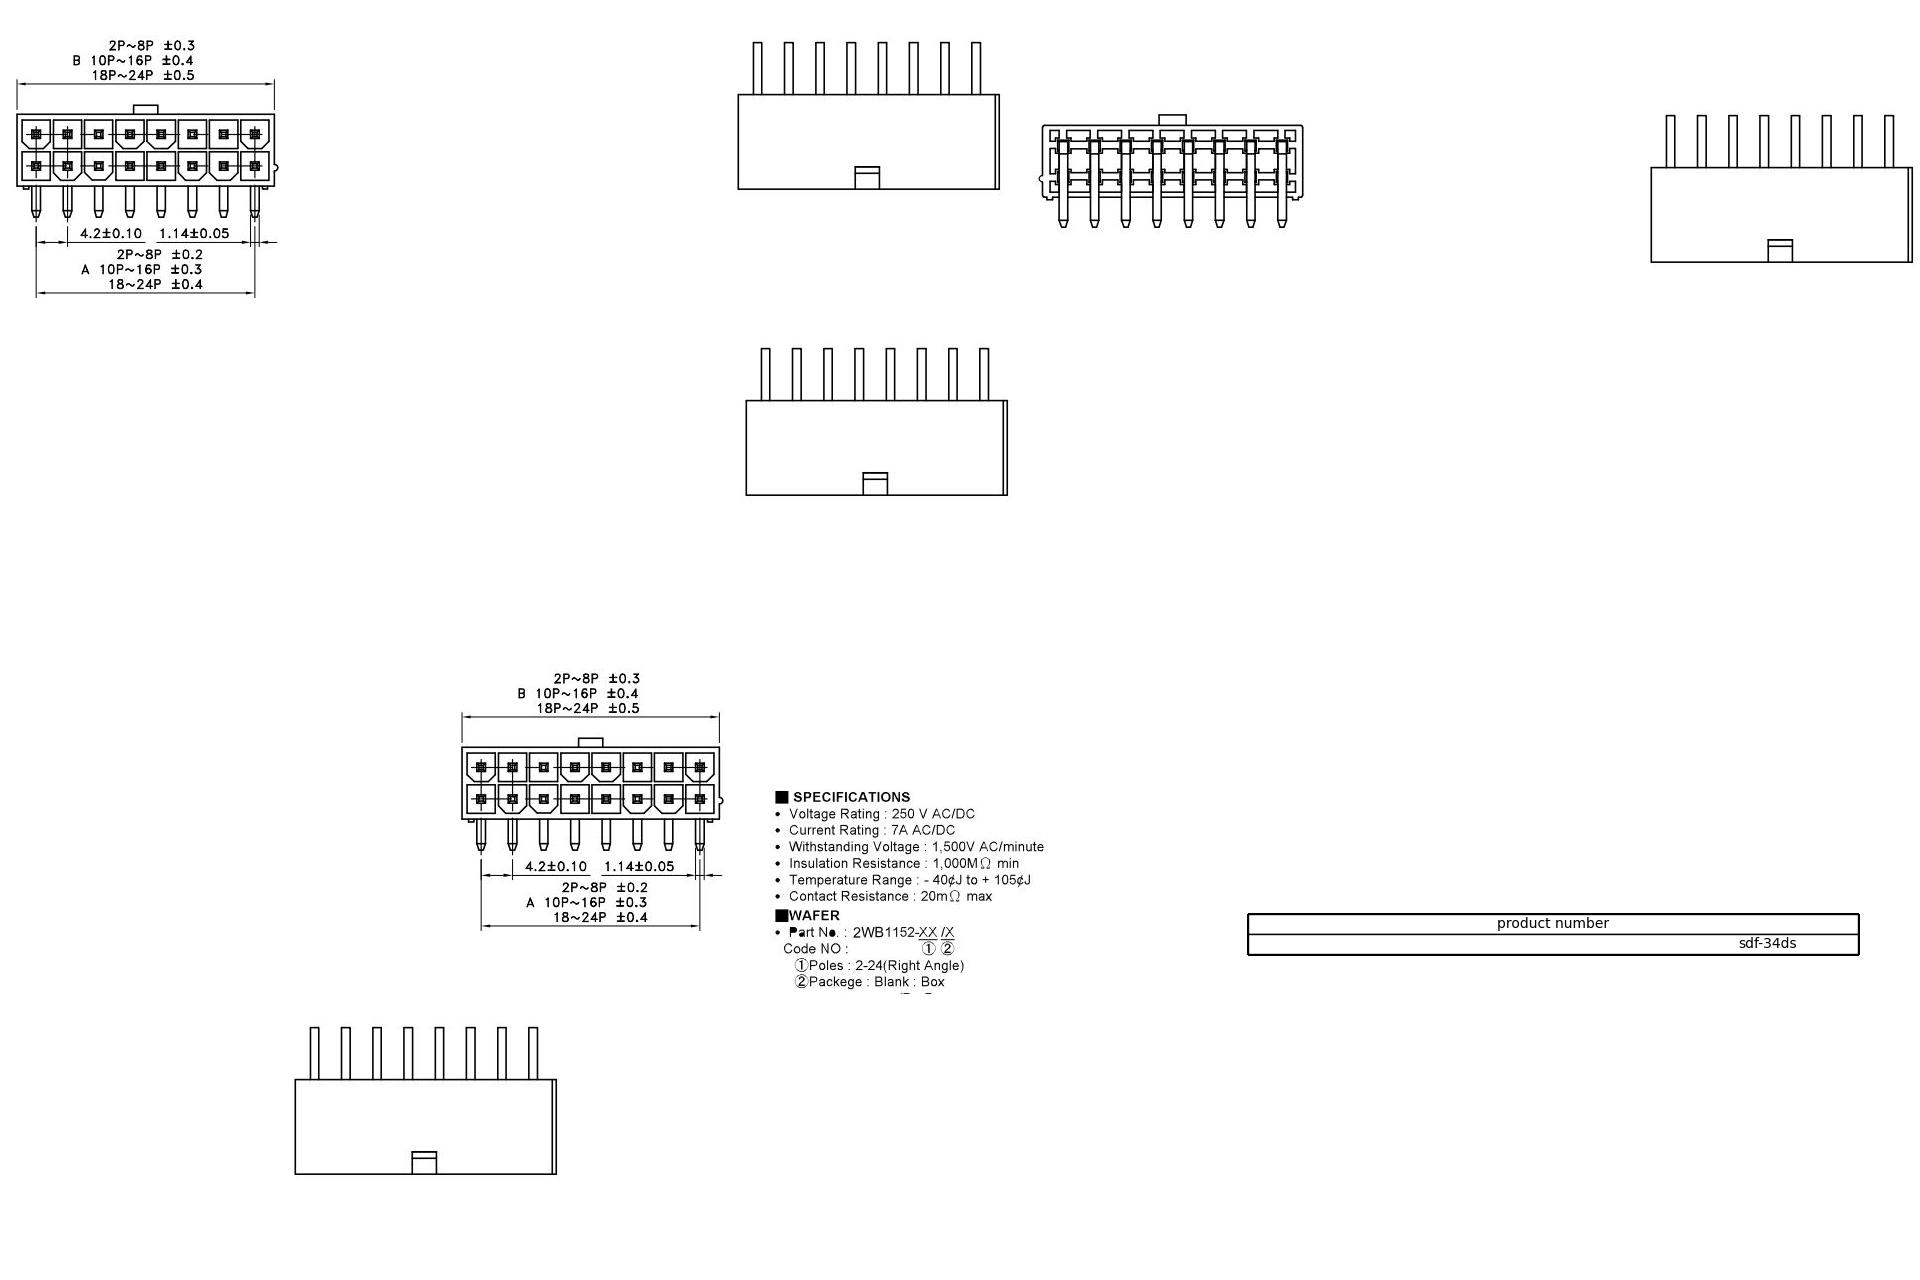 2P~8P ±0.3
B 10P~16P ±0.4
18P~24P ±0.5
4.2±0.10 1.14±0.05
2P~8P ±0.2
A 10P~16P ±0.3
18~24P ±0.4
2P~8P ±0.3
B 10P~16P ±0.4
18P~24P ±0.5
4.2±0.10 1.14±0.05
2P~8P ±0.2
A 10P~16P ±0.3
18~24P ±0.4
■ SPECIFICATIONS
• Voltage Rating : 250 V AC/DC
• Current Rating : 7A AC/DC
• Withstanding Voltage : 1,500V AC/minute
• Insulation Resistance : 1,000MΩ min
• Temperature Range : - 40¢J to + 105¢J
• Contact Resistance : 20mΩ max
■WAFER
• Part No. : 2WB1152-XX /X
Code NO : ① ②
①Poles : 2-24(Right Angle)
②Packege : Blank : Box
product number
sdf-34ds